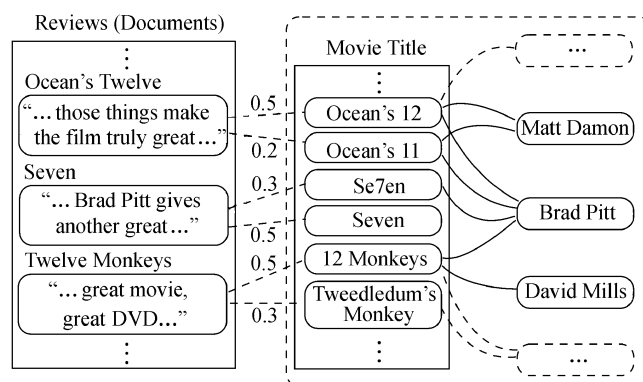 Reviews (Documents)
⋮
Ocean's Twelve
“... those things make
the film truly great...”
Seven
“... Brad Pitt gives
another great ...”
Twelve Monkeys
“... great movie,
great DVD...”
⋮
0.5
0.2
0.3
0.5
0.5
0.3
Movie Title
⋮
Ocean's 12
Ocean's 11
Se7en
Seven
12 Monkeys
Tweedledum's
Monkey
⋮
...
Matt Damon
Brad Pitt
David Mills
...